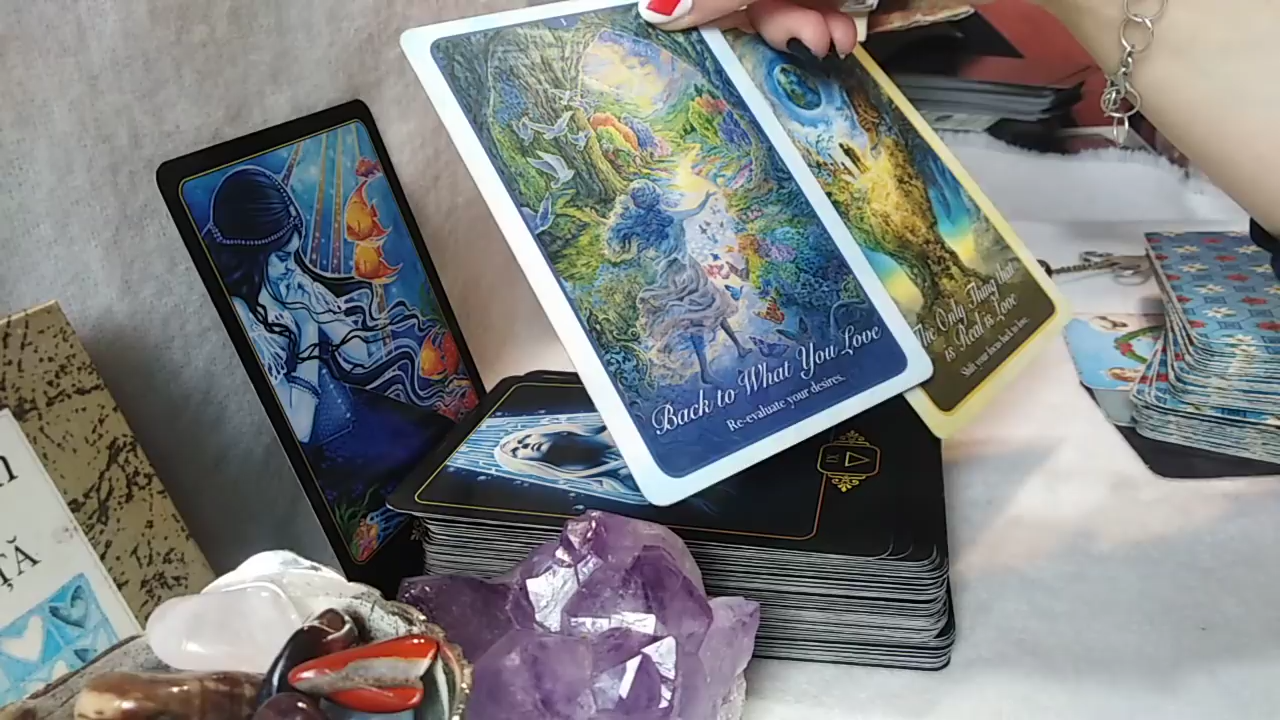 Back to What You Love
Re-evaluate your desires.
The Only Thing that
is Real is Love
Shift your focus back to love.
IX
ȚĂ